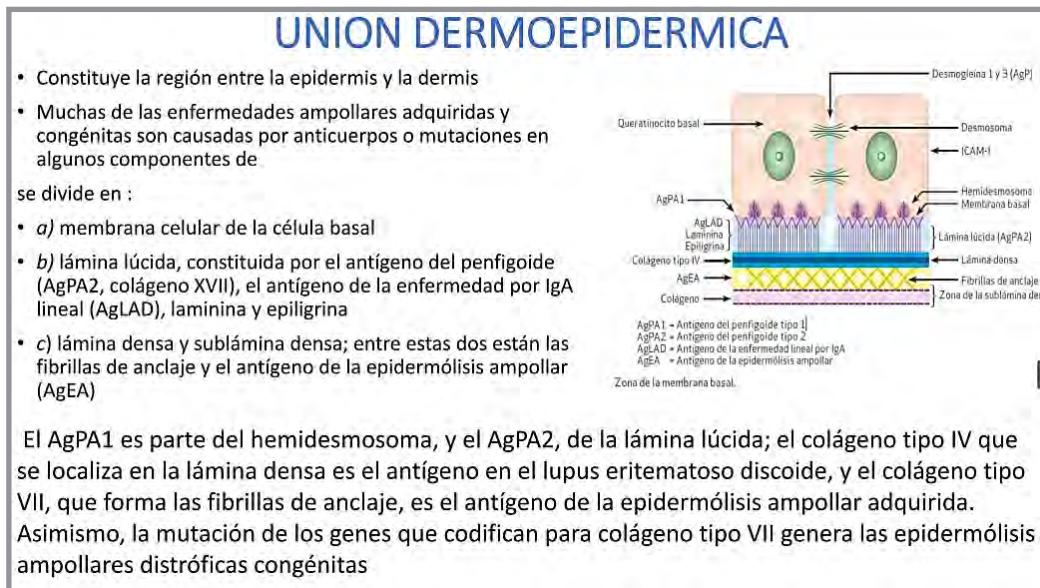 UNION DERMOEPIDERMICA
• Constituye la región entre la epidermis y la dermis
• Muchas de las enfermedades ampollares adquiridas y
congénitas son causadas por anticuerpos o mutaciones en
algunos componentes de
se divide en :
• a) membrana celular de la célula basal
• b) lámina lúcida, constituida por el antígeno del penfigoide
(AgPA2, colágeno XVII), el antígeno de la enfermedad por IgA
lineal (AgLAD), laminina y epiligrina
• c) lámina densa y sublámina densa; entre estas dos están las
fibrillas de anclaje y el antígeno de la epidermólisis ampollar
(AgEA)
Desmogleína 1 y 3 (AgP)
Queratinocito basal
Desmosoma
ICAM-I
Hemidesmosoma
Membrana basal
AgPA1
AgLAD
Laminina
Epiligrina
Lámina lúcida (AgPA2)
Colágeno tipo IV
Lámina densa
AgEA
Fibrillas de anclaje
Colágeno
Zona de la sublámina de
AgPA1 = Antígeno del penfigoide tipo 1
AgPA2 = Antígeno del penfigoide tipo 2
AgLAD = Antígeno de la enfermedad lineal por IgA
AgEA = Antígeno de la epidermólisis ampollar
Zona de la membrana basal.
El AgPA1 es parte del hemidesmosoma, y el AgPA2, de la lámina lúcida; el colágeno tipo IV que
se localiza en la lámina densa es el antígeno en el lupus eritematoso discoide, y el colágeno tipo
VII, que forma las fibrillas de anclaje, es el antígeno de la epidermólisis ampollar adquirida.
Asimismo, la mutación de los genes que codifican para colágeno tipo VII genera las epidermólisis
ampollares distróficas congénitas